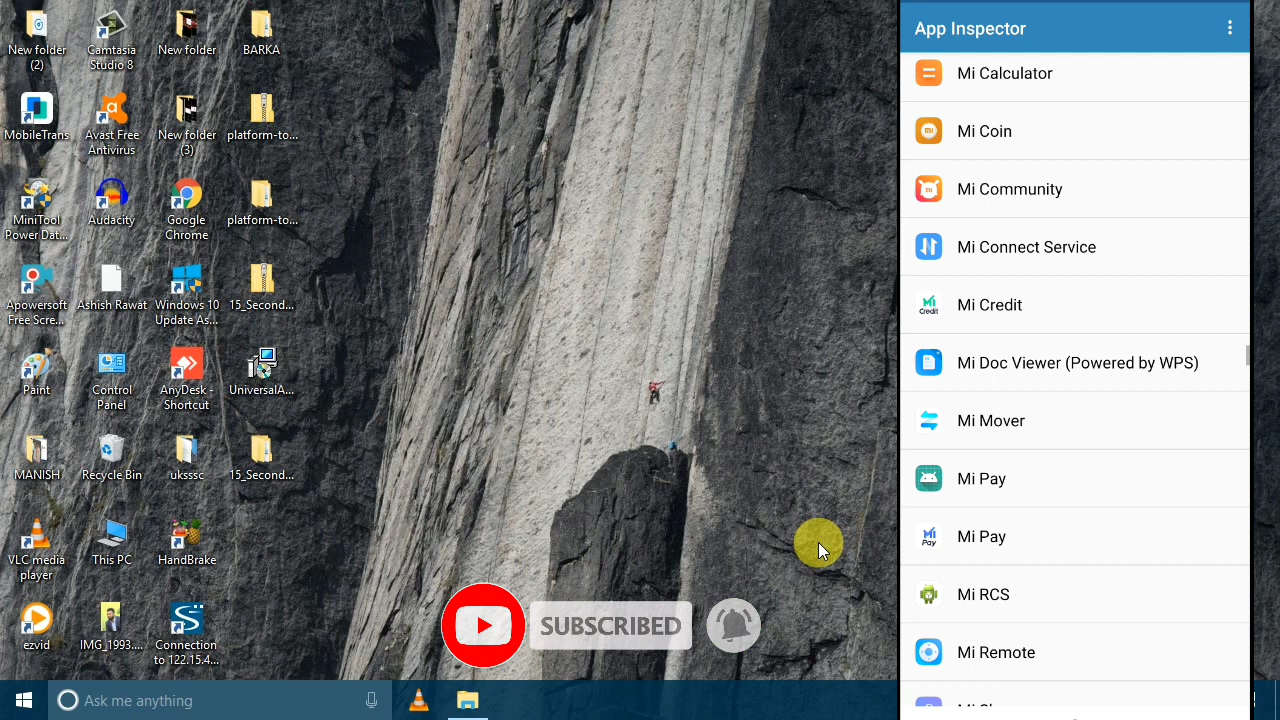 New folder
(2)
Camtasia
Studio 8
New folder
BARKA
MobileTrans
Avast Free
Antivirus
New folder
(3)
platform-to...
MiniTool
Power Dat...
Audacity
Google
Chrome
platform-to...
Apowersoft
Free Scre...
Ashish Rawat
Windows 10
Update As...
15_Second...
Paint
Control
Panel
AnyDesk -
Shortcut
UniversalA...
MANISH
Recycle Bin
uksssc
15_Second...
VLC media
player
This PC
HandBrake
ezvid
IMG_1993....
Connection
to 122.15.4...
SUBSCRIBED
Ask me anything
App Inspector
Mi Calculator
mi
Mi Coin
mi
Mi Community
Mi Connect Service
Mi
Credit
Mi Credit
Mi Doc Viewer (Powered by WPS)
Mi Mover
Mi Pay
Mi
Pay
Mi Pay
Mi RCS
Mi Remote